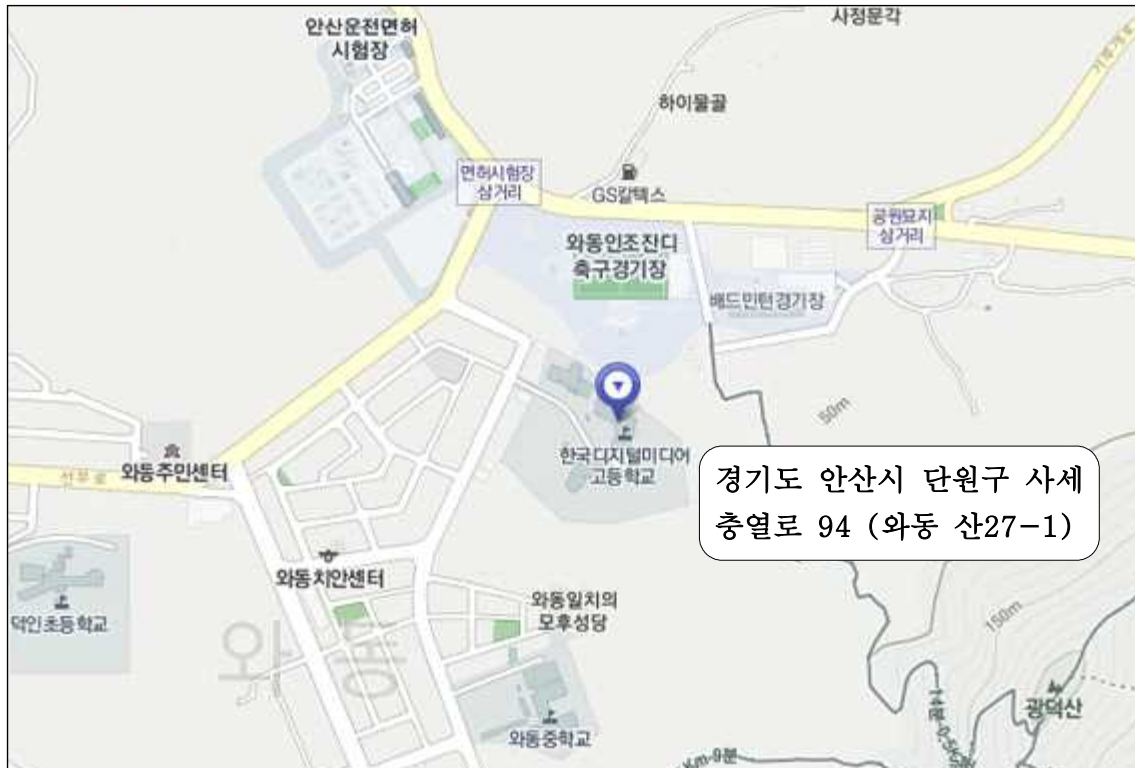 사정문각
안산운전면허
시험장
하이물골
면허시험장
삼거리
GS칼텍스
공원묘지
삼거리
와동인조잔디
축구경기장
배드민턴경기장
50m
한국디지털미디어
고등학교
경기도 안산시 단원구 사세
충열로 94 (와동 산27-1)
와동주민센터
선부로
와동치안센터
와동일치의
모후성당
덕인초등학교
와동
150m
광덕산
와동중학교